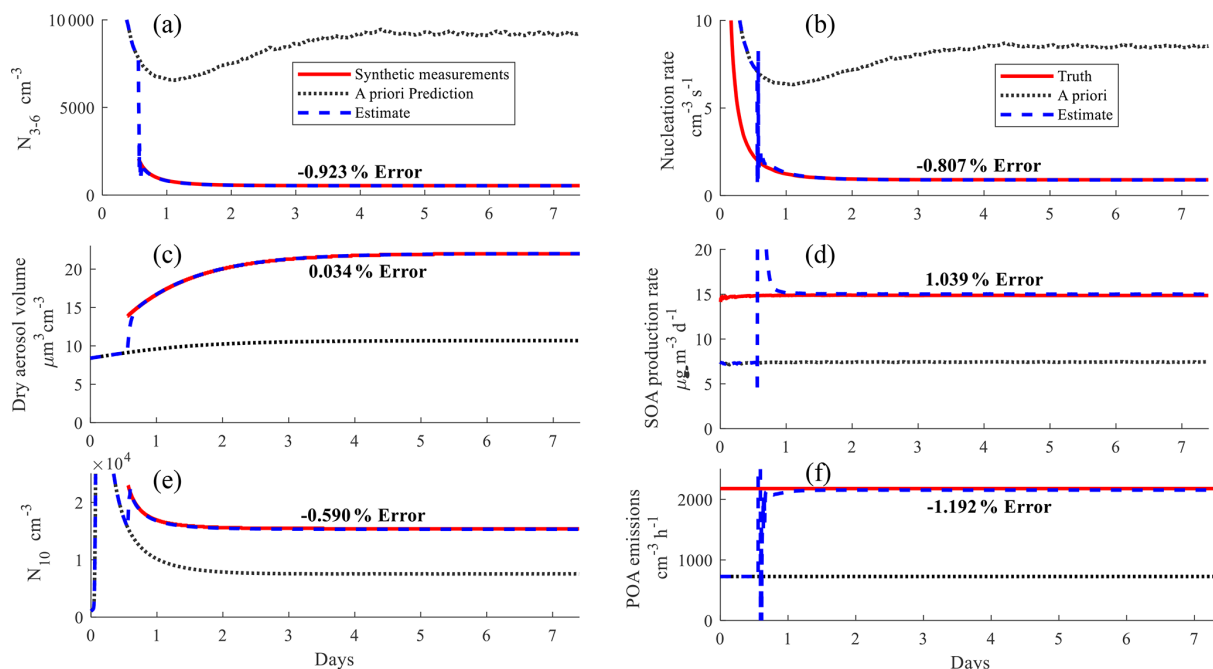 (a)
10 000
5000
0
N3-6 cm-3
Synthetic measurements
A priori Prediction
Estimate
-0.923 % Error
0 1 2 3 4 5 6 7
(b)
10
5
0
Nucleation rate
cm-3 s-1
Truth
A priori
Estimate
-0.807 % Error
0 1 2 3 4 5 6 7
(c)
20
15
10
5
0
Dry aerosol volume
μm3 cm-3
0.034 % Error
0 1 2 3 4 5 6 7
(d)
20
15
10
5
0
SOA production rate
μg m-3 d-1
1.039 % Error
0 1 2 3 4 5 6 7
(e)
×104
2
1
0
N10 cm-3
-0.590 % Error
0 1 2 3 4 5 6 7
Days
(f)
2000
1000
0
POA emissions
cm-3 h-1
-1.192 % Error
0 1 2 3 4 5 6 7
Days